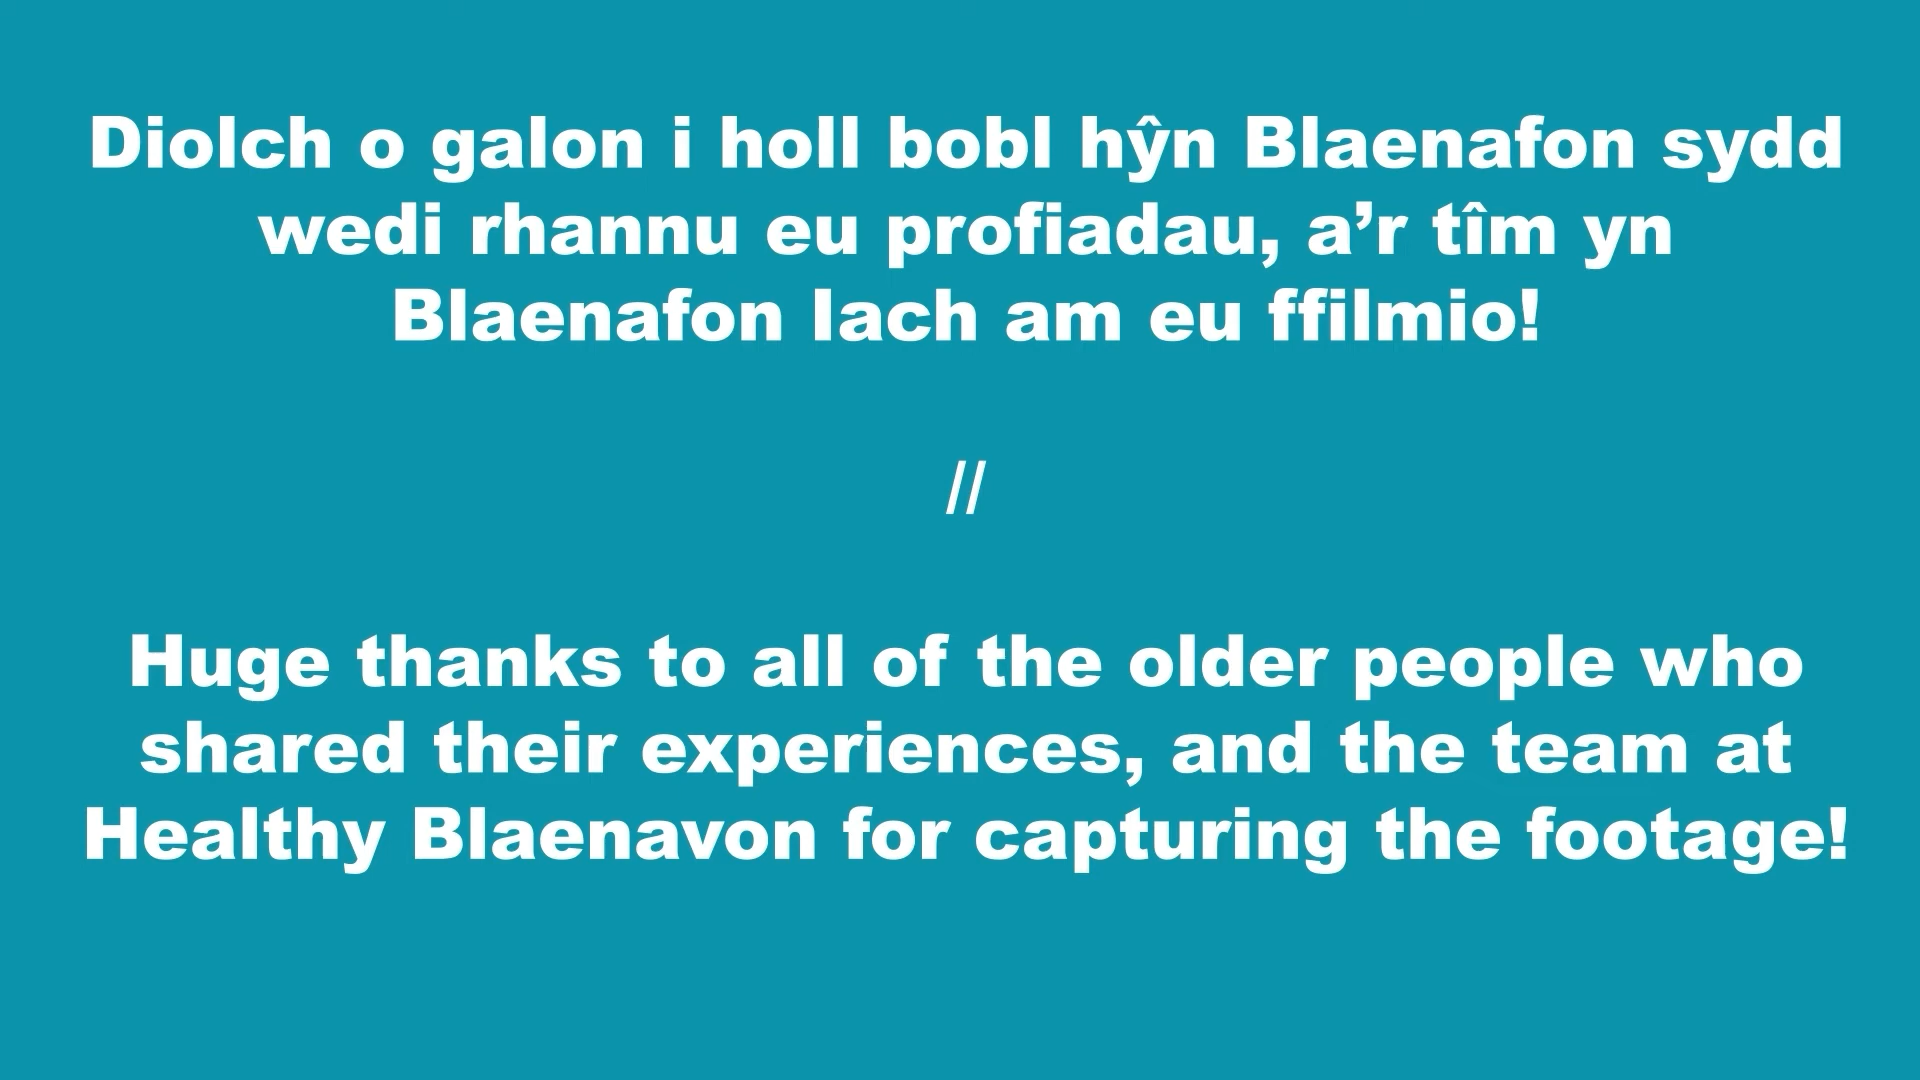 Diolch o galon i holl bobl hŷn Blaenafon sydd
wedi rhannu eu profiadau, a’r tîm yn
Blaenafon Iach am eu ffilmio!
//
Huge thanks to all of the older people who
shared their experiences, and the team at
Healthy Blaenavon for capturing the footage!